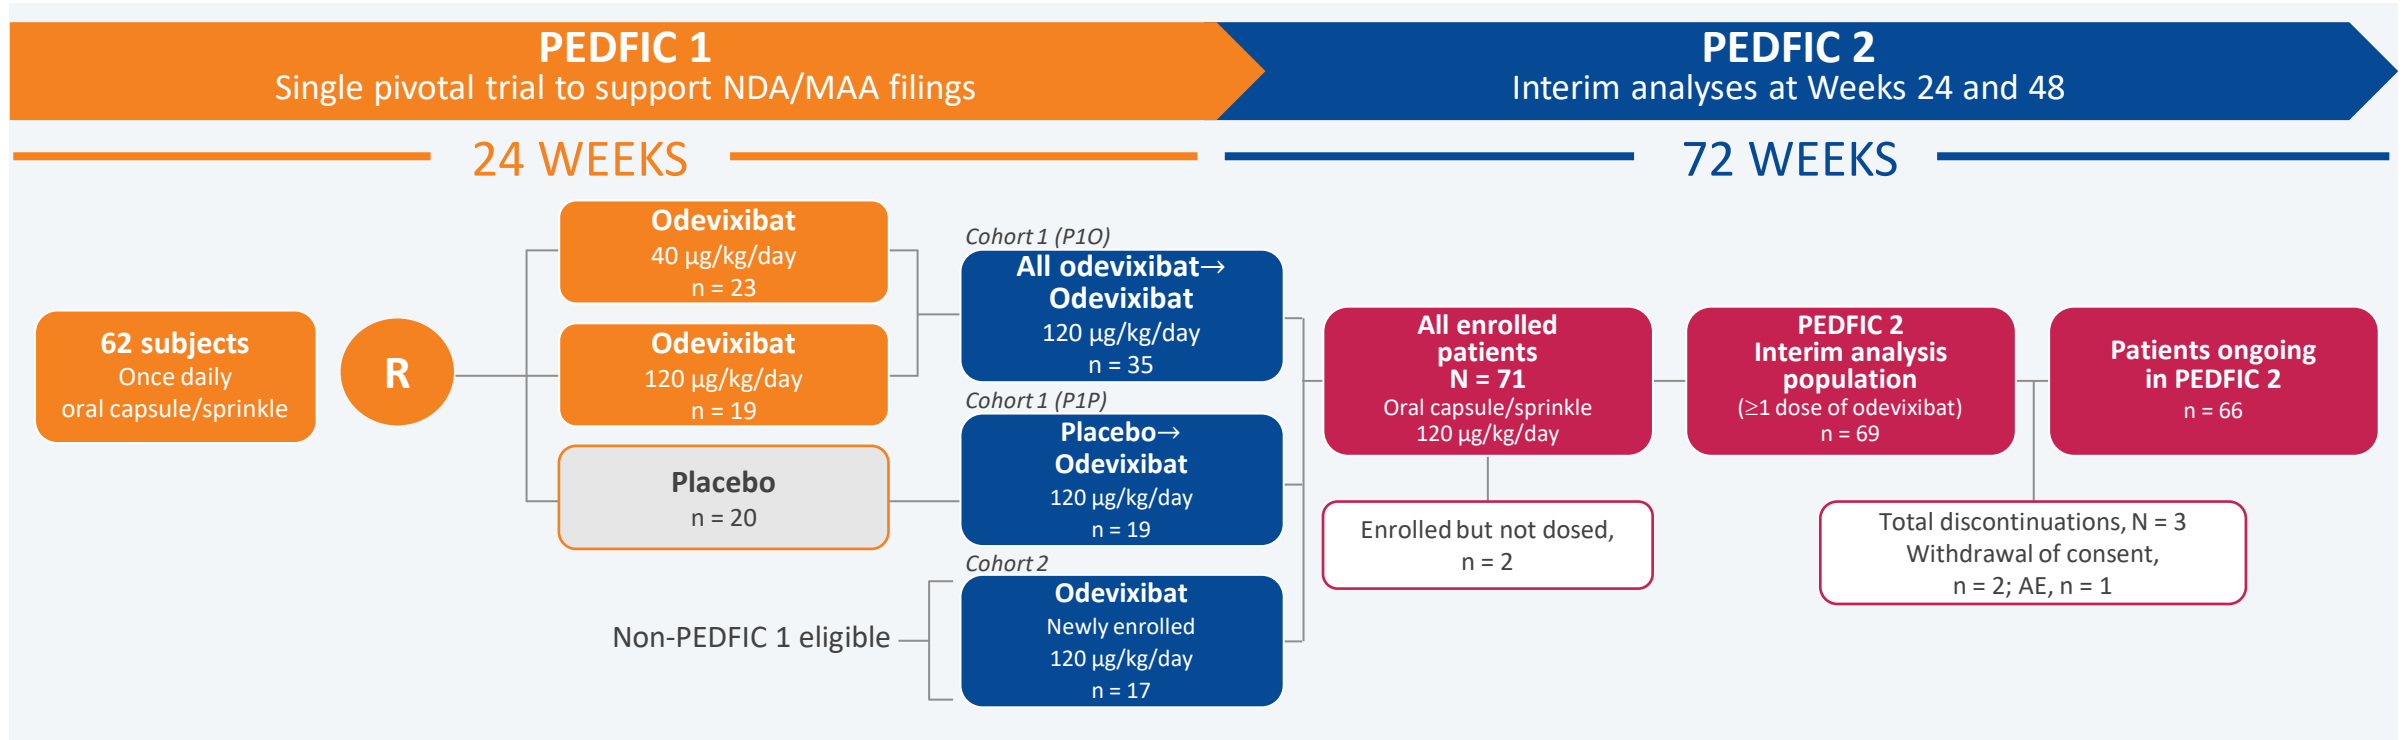 PEDFIC 1
Single pivotal trial to support NDA/MAA filings
PEDFIC 2
Interim analyses at Weeks 24 and 48
24 WEEKS
72 WEEKS
62 subjects
Once daily
oral capsule/sprinkle
R
Odevixibat
40 µg/kg/day
n = 23
Odevixibat
120 µg/kg/day
n = 19
Placebo
n = 20
Non-PEDFIC 1 eligible
Cohort 1 (P1O)
All odevixibat→
Odevixibat
120 µg/kg/day
n = 35
Cohort 1 (P1P)
Placebo→
Odevixibat
120 µg/kg/day
n = 19
Cohort 2
Odevixibat
Newly enrolled
120 µg/kg/day
n = 17
All enrolled
patients
N = 71
Oral capsule/sprinkle
120 µg/kg/day
Enrolled but not dosed,
n = 2
PEDFIC 2
Interim analysis
population
(≥1 dose of odevixibat)
n = 69
Total discontinuations, N = 3
Withdrawal of consent,
n = 2; AE, n = 1
Patients ongoing
in PEDFIC 2
n = 66